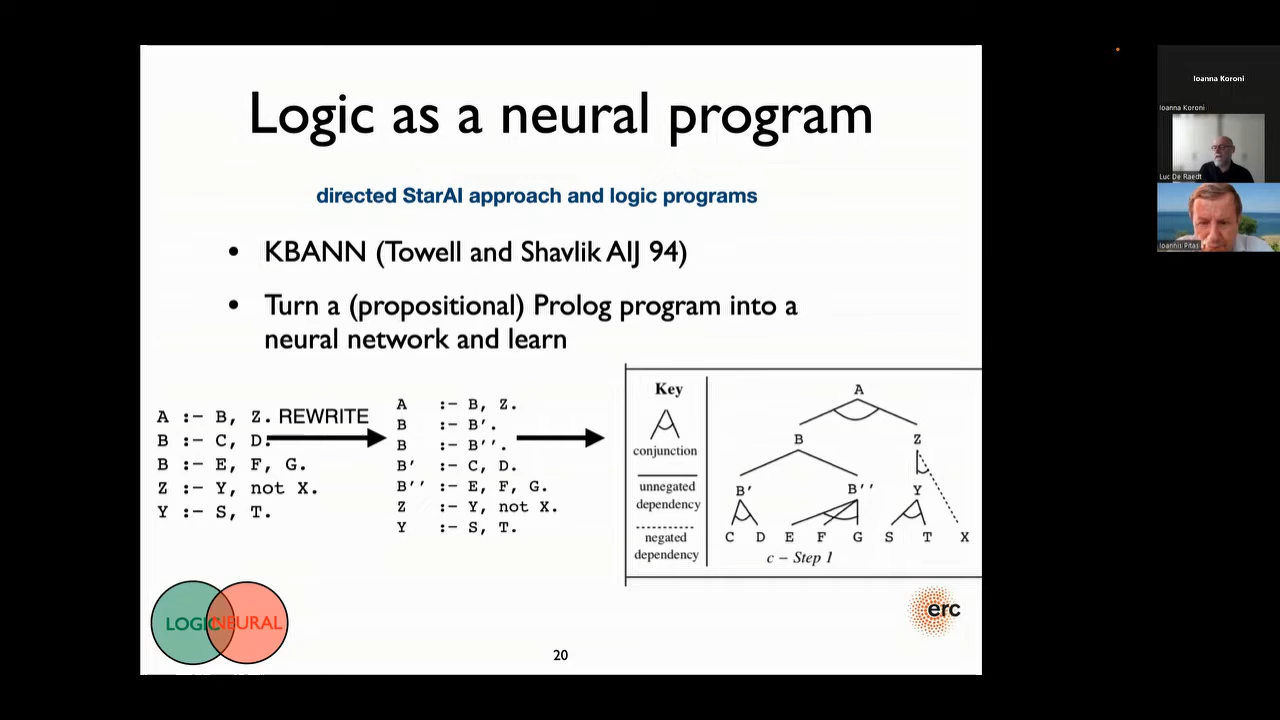 Logic as a neural program
directed StarAI approach and logic programs
• KBANN (Towell and Shavlik AIJ 94)
• Turn a (propositional) Prolog program into a
neural network and learn
A :- B, Z.
B :- C, D.
B :- E, F, G.
Z :- Y, not X.
Y :- S, T.
REWRITE
A :- B, Z.
B :- B'.
B :- B''.
B' :- C, D.
B'' :- E, F, G.
Z :- Y, not X.
Y :- S, T.
Key
conjunction
unnegated
dependency
negated
dependency
A
B Z
B' B'' Y
C D E F G S T X
c – Step 1
LOGIC NEURAL
erc
20
Ioanna Koroni
Ioanna Koroni
Luc De Raedt
Ioannis Pitas